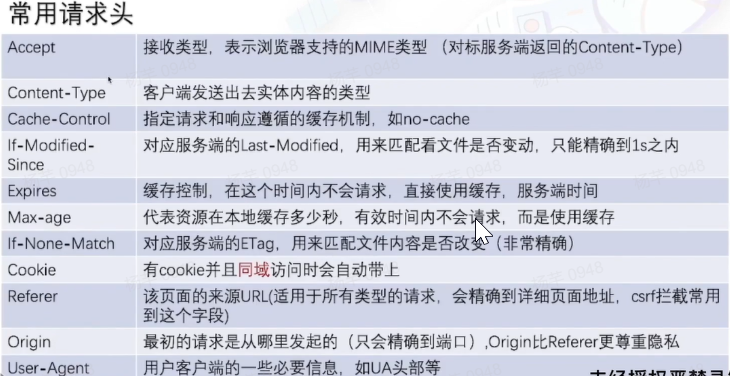 常用请求头
Accept 接收类型，表示浏览器支持的MIME类型 （对标服务端返回的Content-Type）
Content-Type 客户端发送出去实体内容的类型
Cache-Control 指定请求和响应遵循的缓存机制，如no-cache
If-Modified- 对应服务端的Last-Modified，用来匹配看文件是否变动，只能精确到1s之内
Since
Expires 缓存控制，在这个时间内不会请求，直接使用缓存，服务端时间
Max-age 代表资源在本地缓存多少秒，有效时间内不会请求，而是使用缓存
If-None-Match 对应服务端的ETag，用来匹配文件内容是否改变（非常精确）
Cookie 有cookie并且同域访问时会自动带上
Referer 该页面的来源URL(适用于所有类型的请求，会精确到详细页面地址，csrf拦截常用
到这个字段)
Origin 最初的请求是从哪里发起的（只会精确到端口）,Origin比Referer更尊重隐私
User-Agent 用户客户端的一些必要信息，如UA头部等